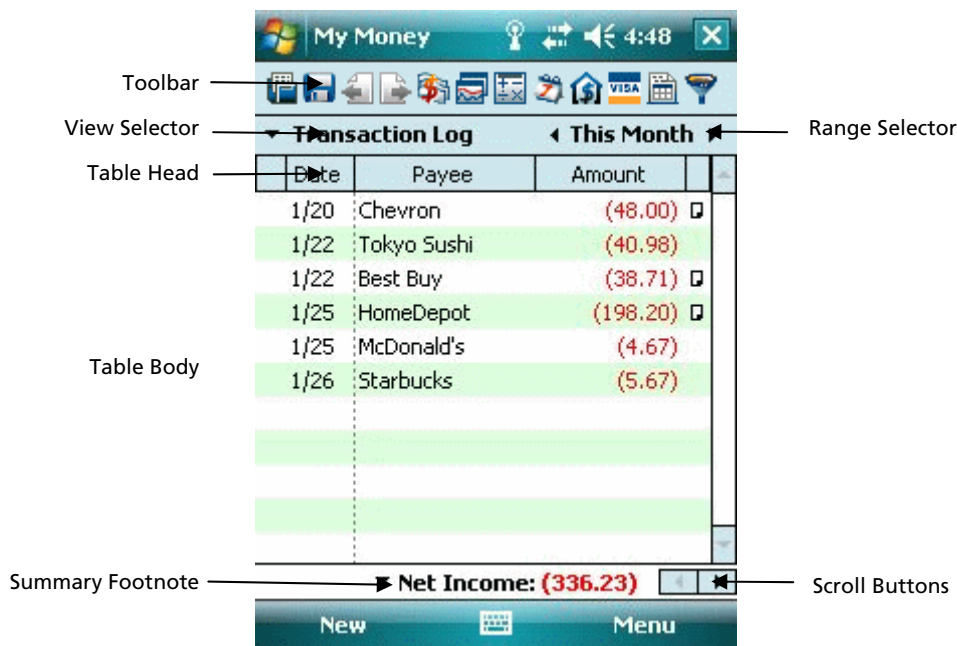 My Money 4:48
Toolbar
VISA
View Selector Transaction Log This Month Range Selector
Table Head Date Payee Amount
1/20 Chevron (48.00)
1/22 Tokyo Sushi (40.98)
1/22 Best Buy (38.71)
1/25 HomeDepot (198.20)
1/25 McDonald's (4.67)
Table Body
1/26 Starbucks (5.67)
Summary Footnote Net Income: (336.23) Scroll Buttons
New Menu